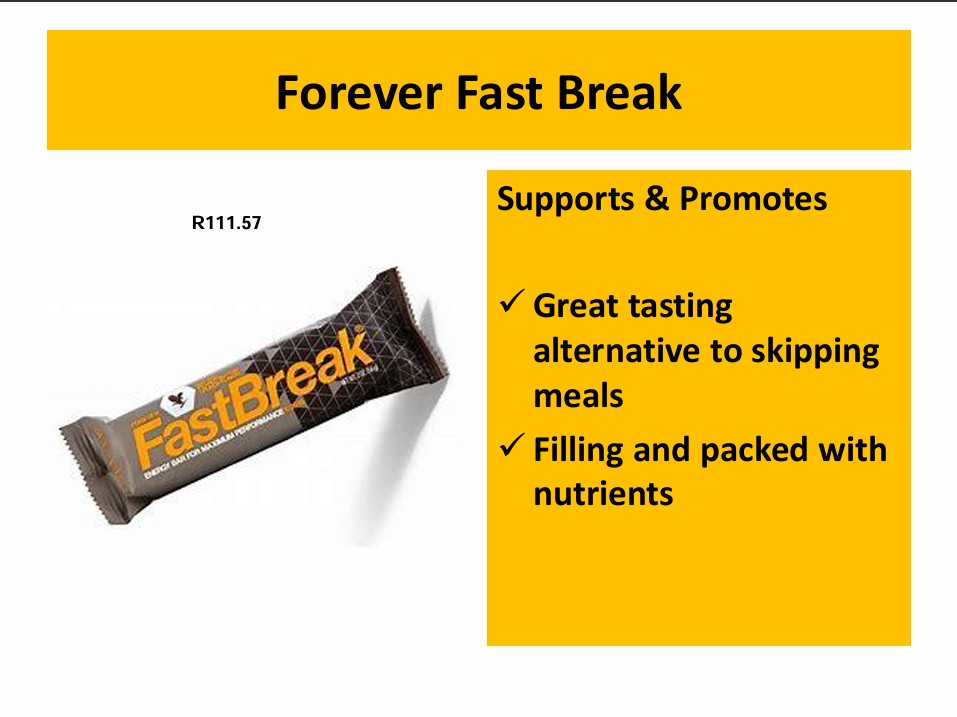 Forever Fast Break
R111.57
Supports & Promotes
✓ Great tasting
alternative to skipping
meals
✓ Filling and packed with
nutrients
FastBreak
ENERGY BAR FOR MAXIMUM PERFORMANCE